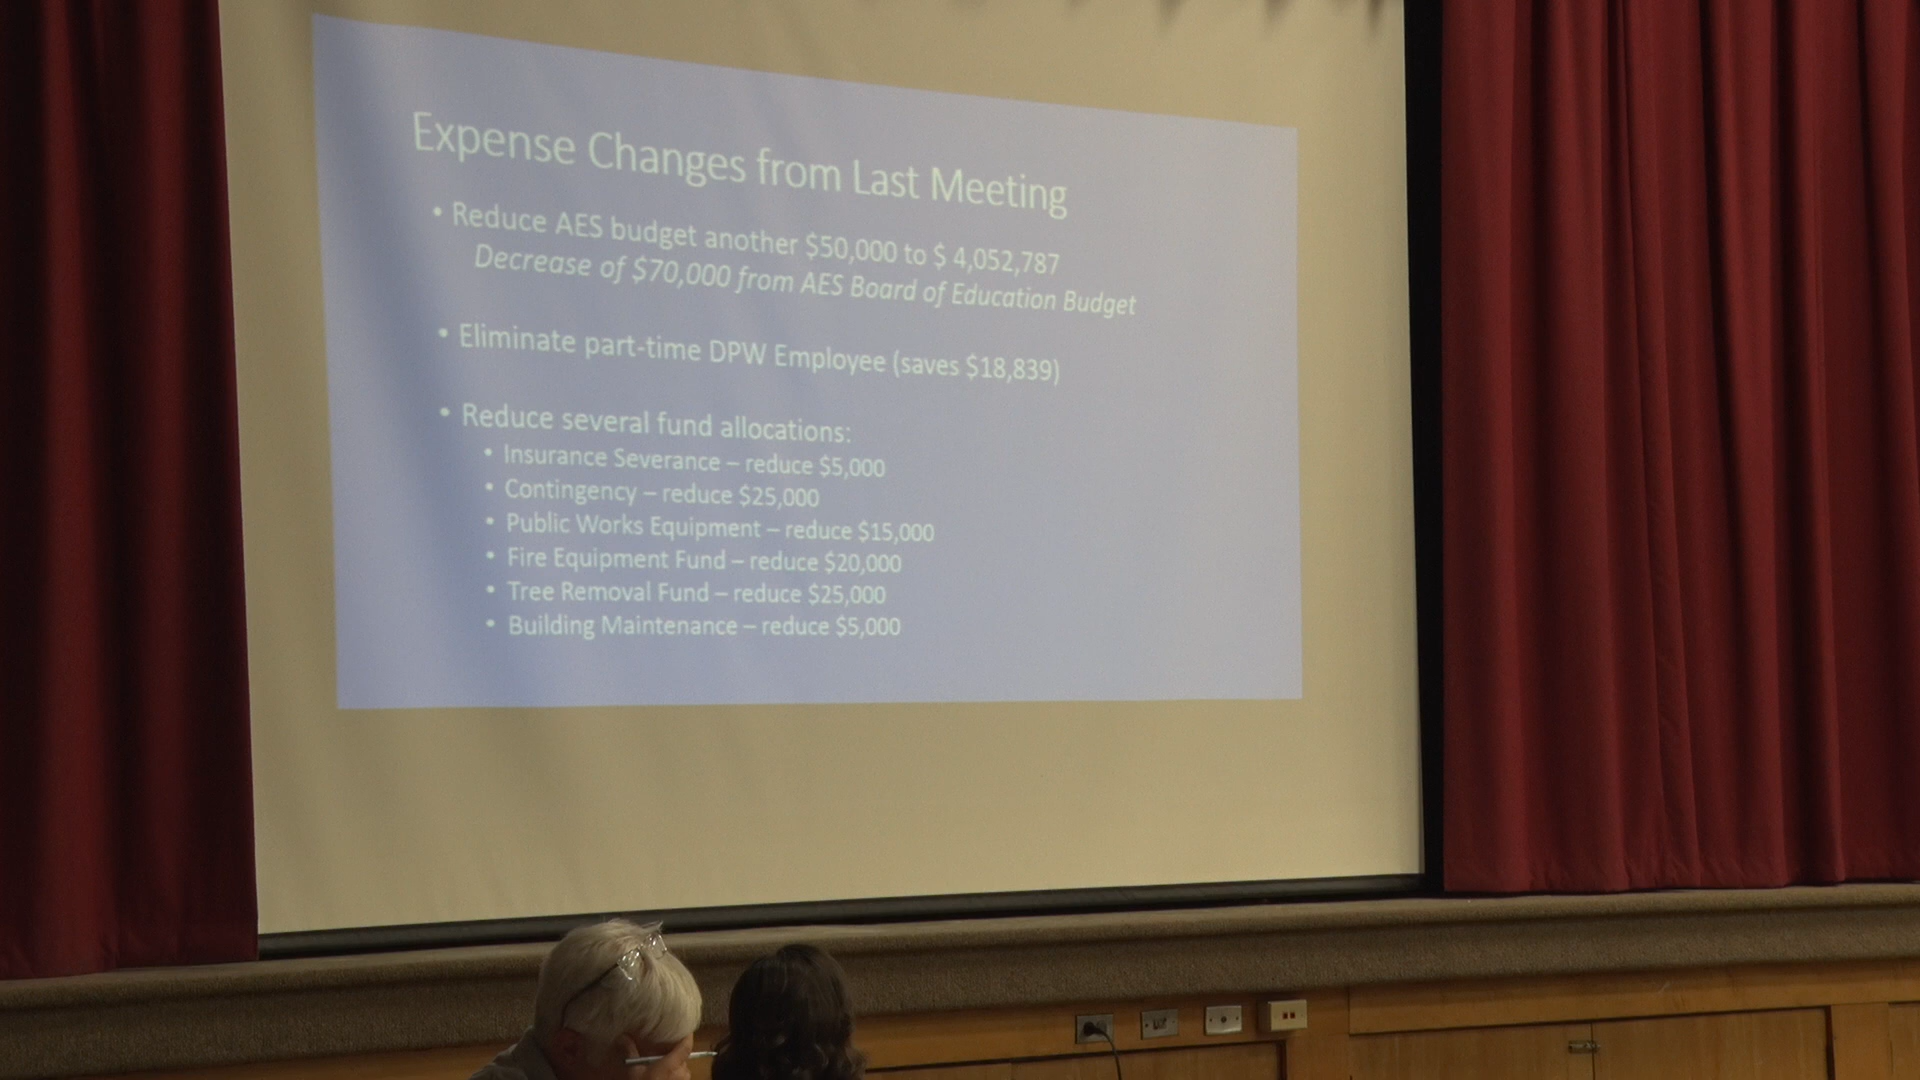 Expense Changes from Last Meeting
• Reduce AES budget another $50,000 to $ 4,052,787
Decrease of $70,000 from AES Board of Education Budget
• Eliminate part-time DPW Employee (saves $18,839)
• Reduce several fund allocations:
• Insurance Severance – reduce $5,000
• Contingency – reduce $25,000
• Public Works Equipment – reduce $15,000
• Fire Equipment Fund – reduce $20,000
• Tree Removal Fund – reduce $25,000
• Building Maintenance – reduce $5,000